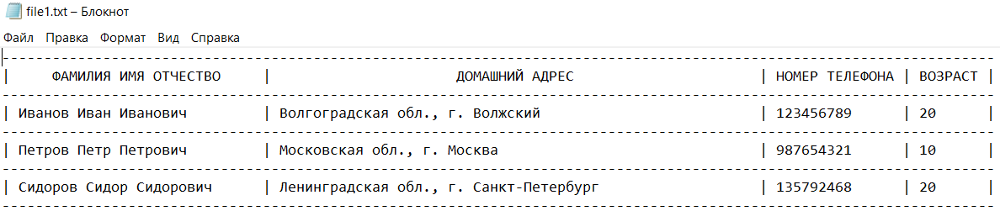 file1.txt – Блокнот
Файл Правка Формат Вид Справка
----------------------------------------------------------------------------------------------------------------------
| ФАМИЛИЯ ИМЯ ОТЧЕСТВО | ДОМАШНИЙ АДРЕС | НОМЕР ТЕЛЕФОНА | ВОЗРАСТ |
----------------------------------------------------------------------------------------------------------------------
| Иванов Иван Иванович | Волгоградская обл., г. Волжский | 123456789 | 20 |
----------------------------------------------------------------------------------------------------------------------
| Петров Петр Петрович | Московская обл., г. Москва | 987654321 | 10 |
----------------------------------------------------------------------------------------------------------------------
| Сидоров Сидор Сидорович | Ленинградская обл., г. Санкт-Петербург | 135792468 | 20 |
----------------------------------------------------------------------------------------------------------------------